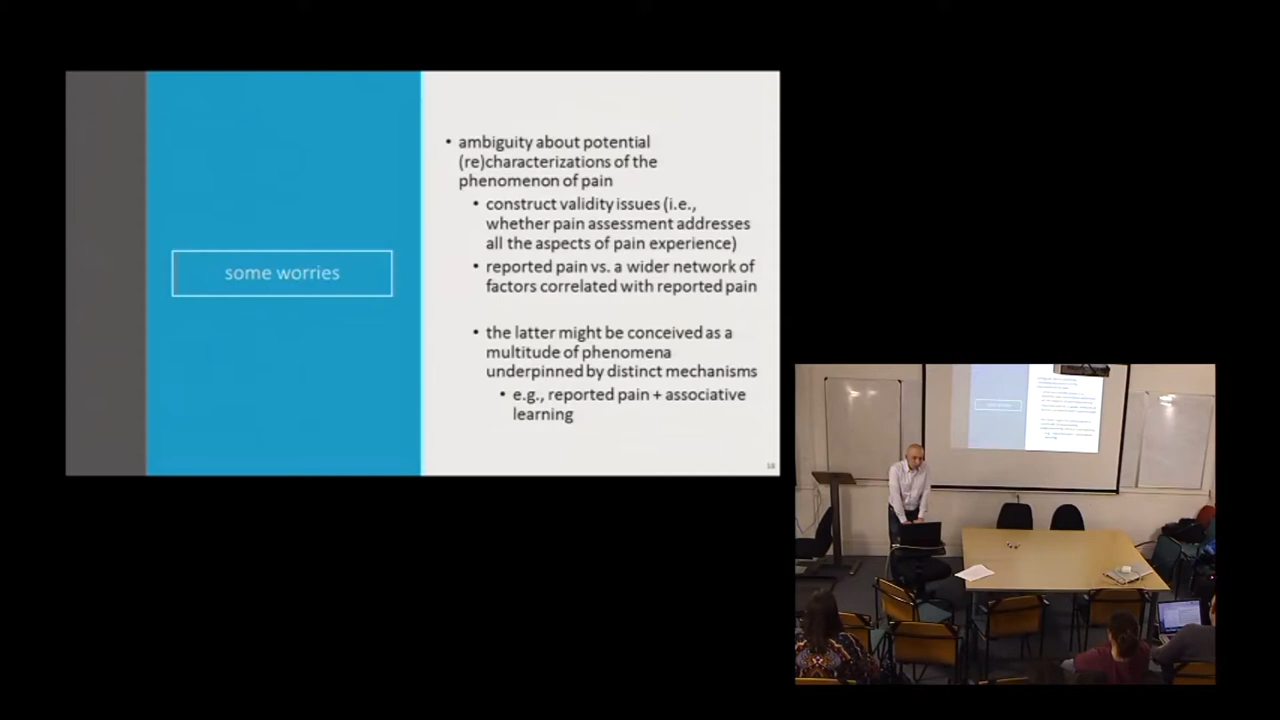 some worries
• ambiguity about potential
(re)characterizations of the
phenomenon of pain
• construct validity issues (i.e.,
whether pain assessment addresses
all the aspects of pain experience)
• reported pain vs. a wider network of
factors correlated with reported pain
• the latter might be conceived as a
multitude of phenomena
underpinned by distinct mechanisms
• e.g., reported pain + associative
learning
18